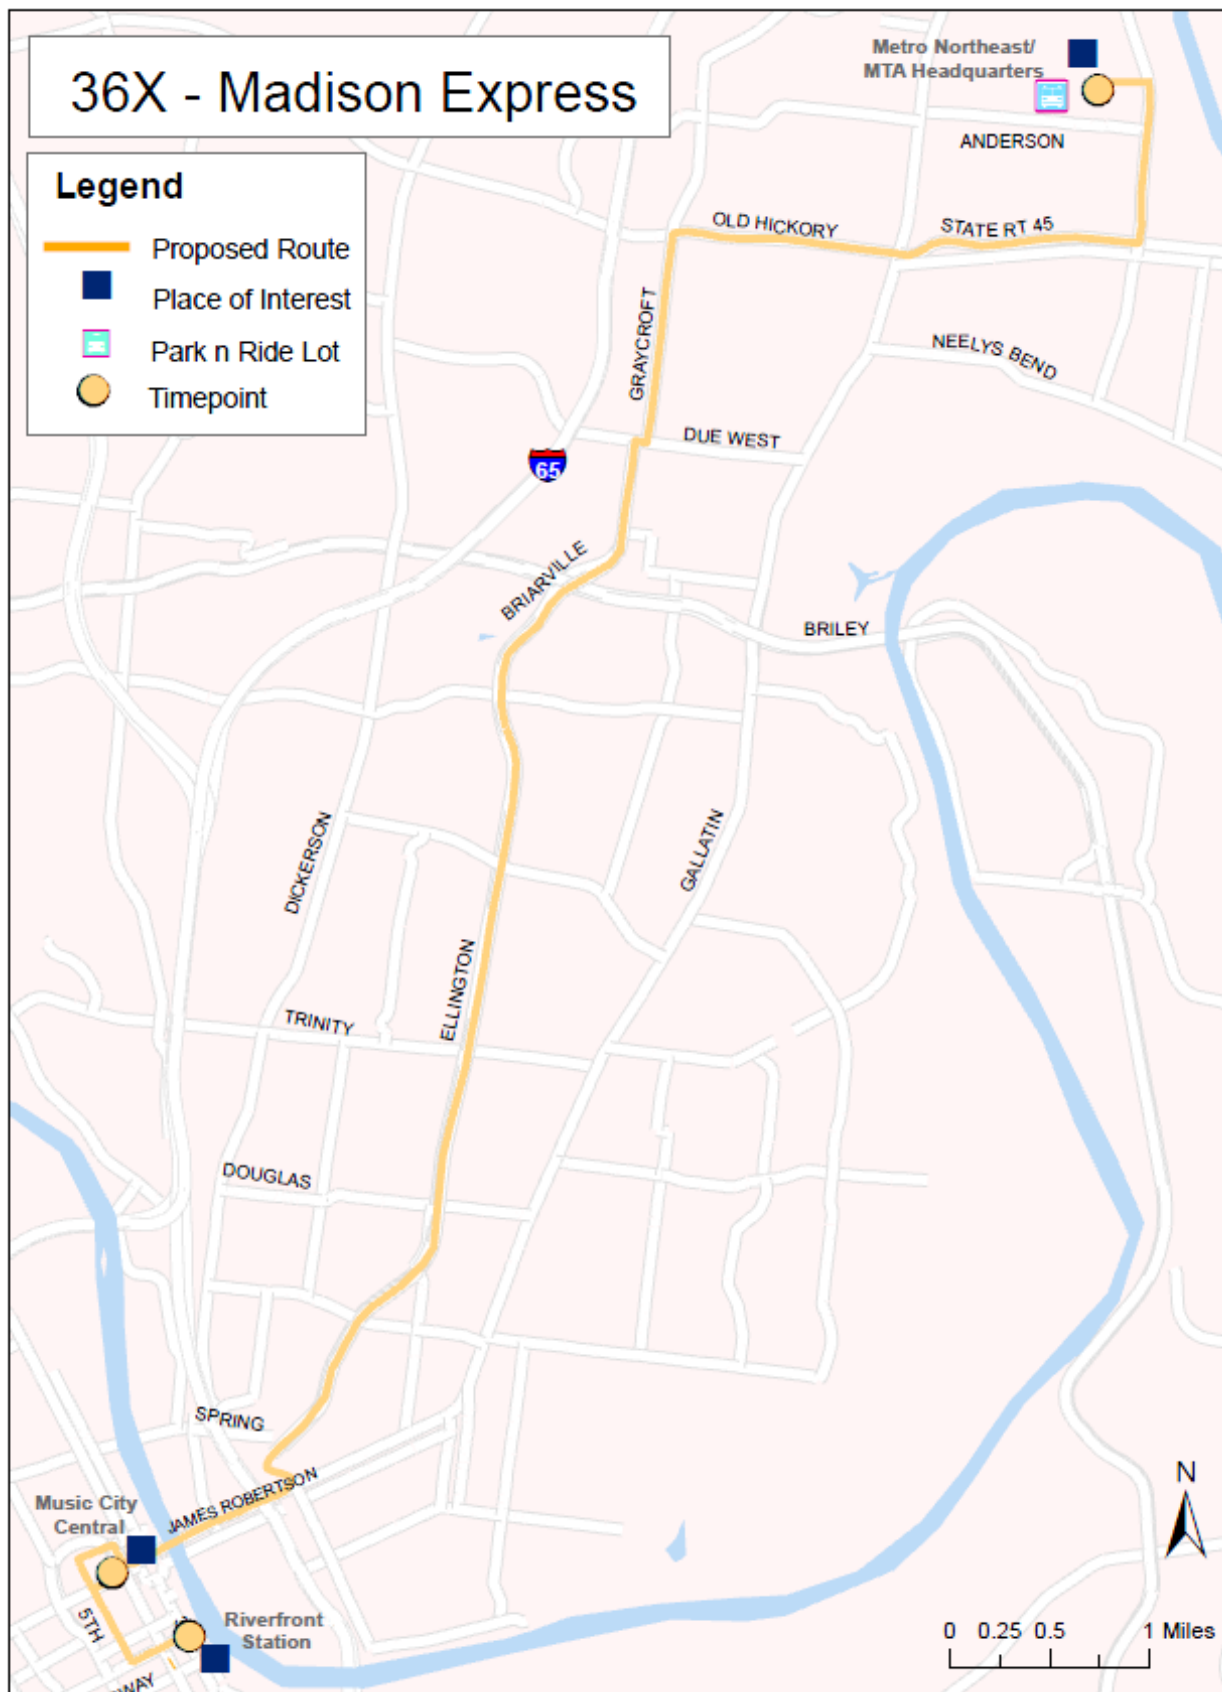 36X - Madison Express
Metro Northeast/
MTA Headquarters
Legend
Proposed Route
Place of Interest
Park n Ride Lot
Timepoint
ANDERSON
OLD HICKORY
STATE RT 45
GRAYCROFT
NEELYS BEND
DUE WEST
65
BRIARVILLE
BRILEY
DICKERSON
GALLATIN
ELLINGTON
TRINITY
DOUGLAS
SPRING
JAMES ROBERTSON
Music City
Central
5TH
Riverfront
Station
WAY
N
0 0.25 0.5 1 Miles